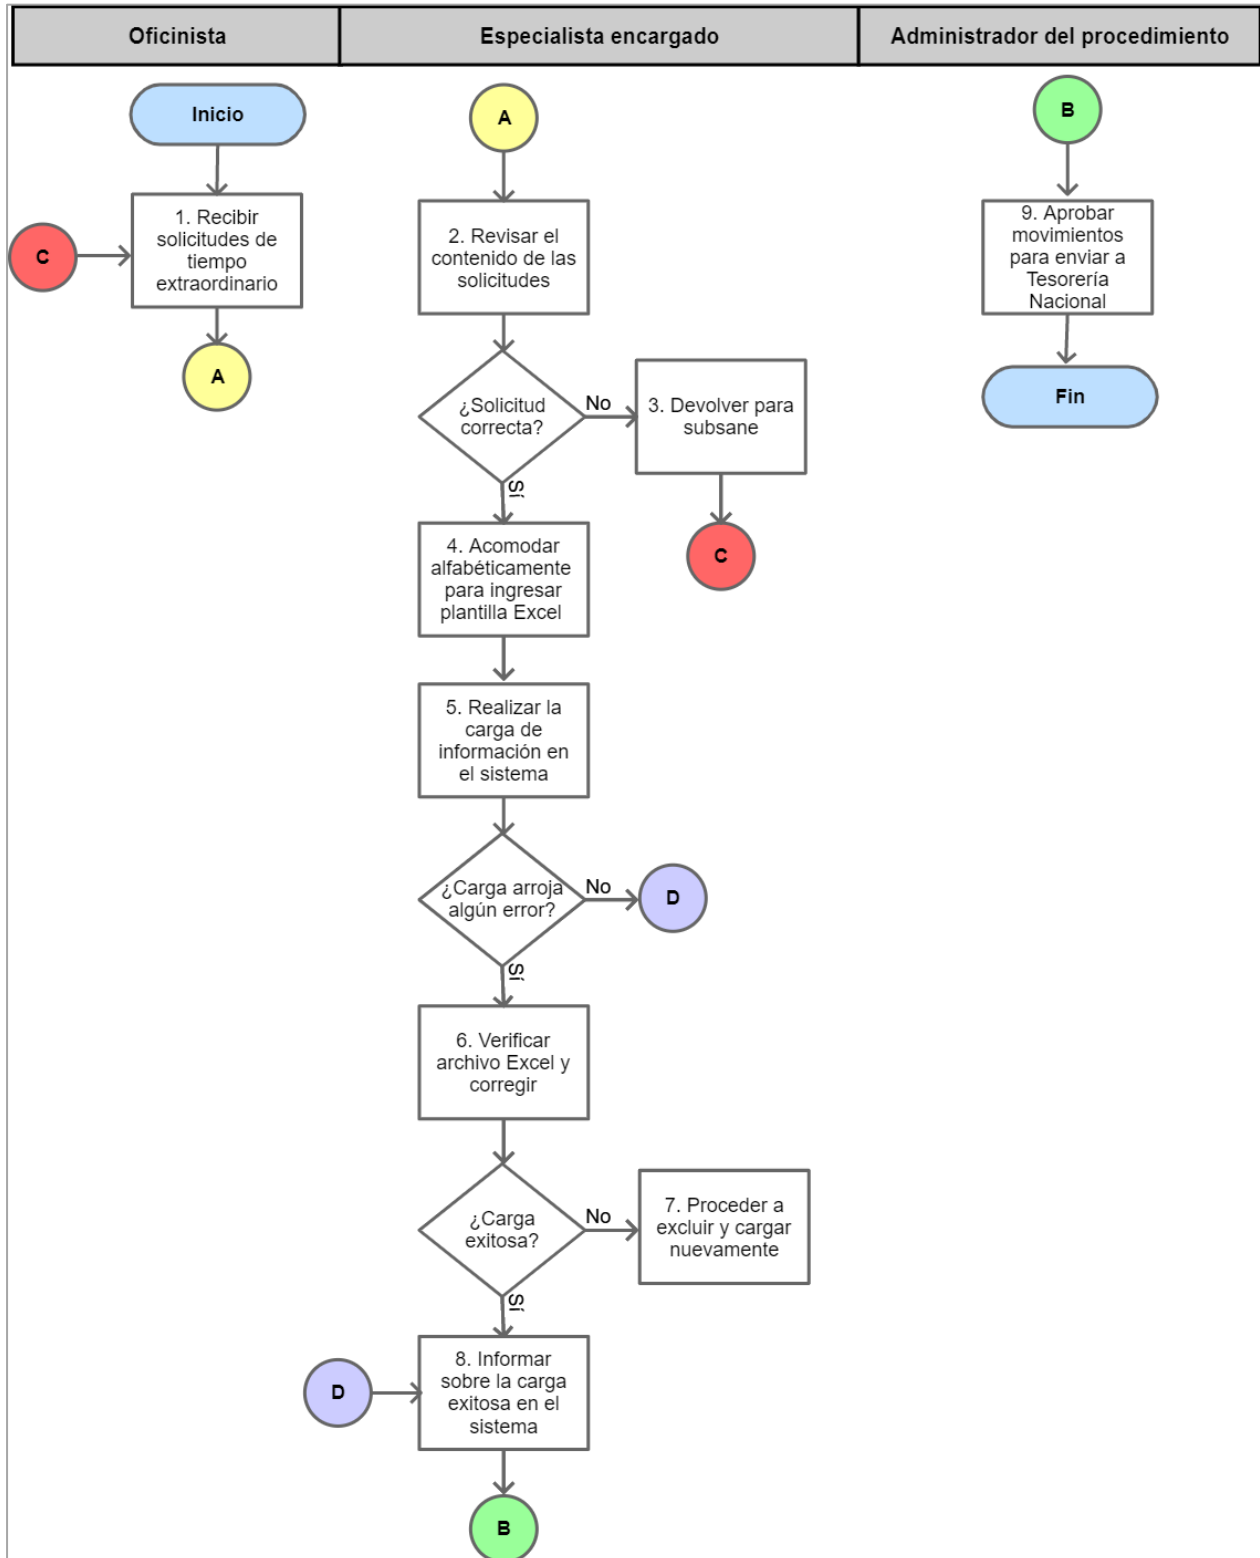 Oficinista
Especialista encargado
Administrador del procedimiento
Inicio
C
1. Recibir
solicitudes de
tiempo
extraordinario
A
A
2. Revisar el
contenido de las
solicitudes
¿Solicitud
correcta?
No
3. Devolver para
subsane
C
Sí
4. Acomodar
alfabéticamente
para ingresar
plantilla Excel
5. Realizar la
carga de
información en
el sistema
¿Carga arroja
algún error?
No
D
Sí
6. Verificar
archivo Excel y
corregir
¿Carga
exitosa?
No
7. Proceder a
excluir y cargar
nuevamente
Sí
D
8. Informar
sobre la carga
exitosa en el
sistema
B
B
9. Aprobar
movimientos
para enviar a
Tesorería
Nacional
Fin